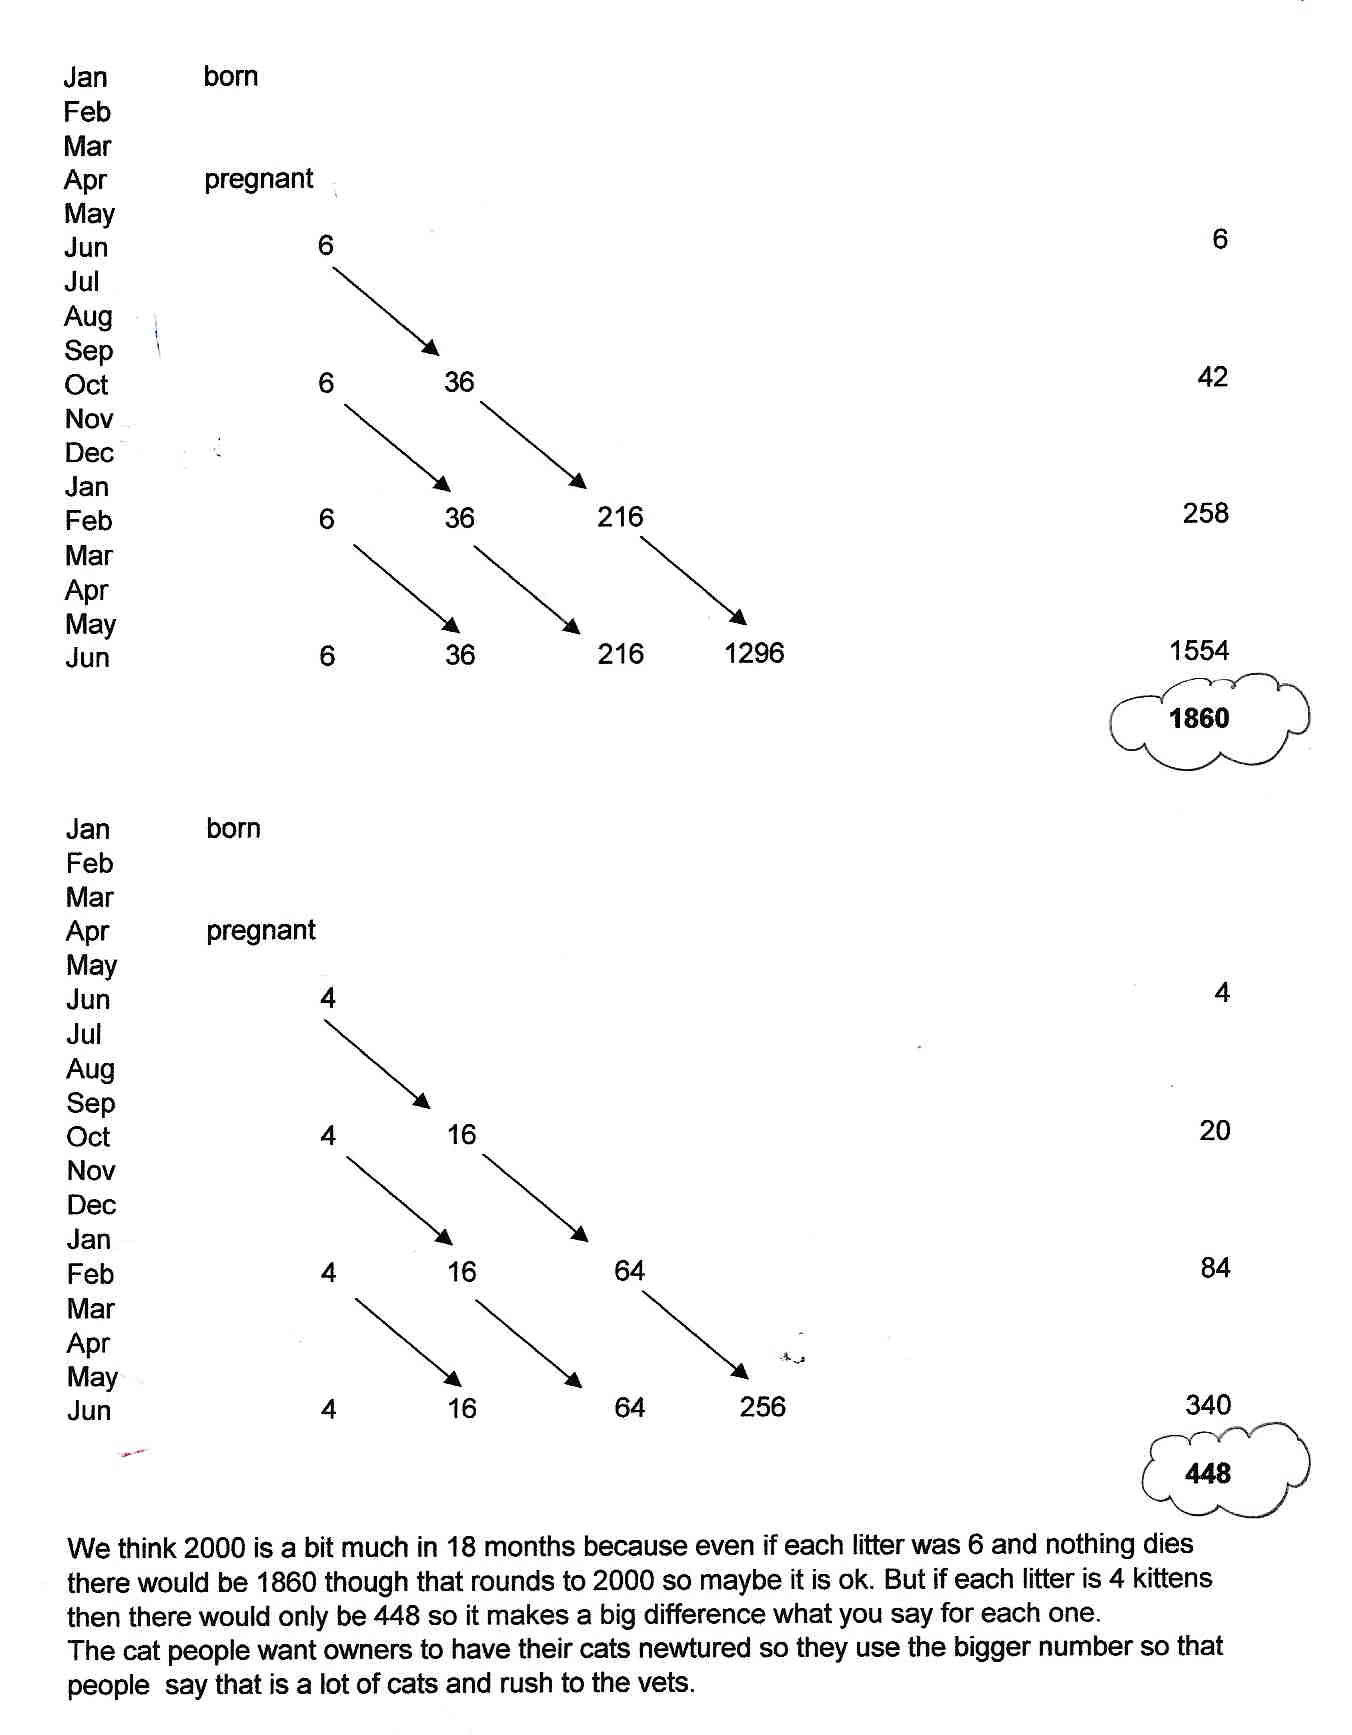 Jan born
Feb
Mar
Apr pregnant
May
Jun 6 6
Jul
Aug
Sep
Oct 6 36 42
Nov
Dec
Jan
Feb 6 36 216 258
Mar
Apr
May
Jun 6 36 216 1296 1554
1860
Jan born
Feb
Mar
Apr pregnant
May
Jun 4 4
Jul
Aug
Sep
Oct 4 16 20
Nov
Dec
Jan
Feb 4 16 64 84
Mar
Apr
May
Jun 4 16 64 256 340
448
We think 2000 is a bit much in 18 months because even if each litter was 6 and nothing dies
there would be 1860 though that rounds to 2000 so maybe it is ok. But if each litter is 4 kittens
then there would only be 448 so it makes a big difference what you say for each one.
The cat people want owners to have their cats newtured so they use the bigger number so that
people say that is a lot of cats and rush to the vets.